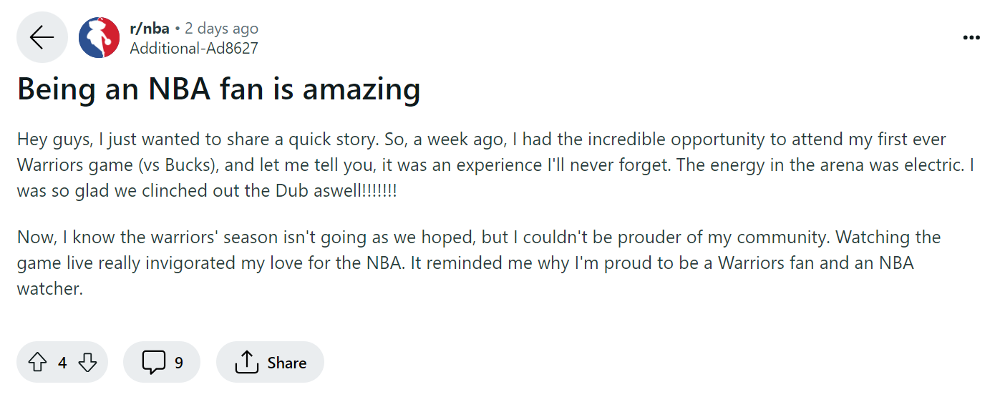 r/nba • 2 days ago
Additional-Ad8627
Being an NBA fan is amazing
Hey guys, I just wanted to share a quick story. So, a week ago, I had the incredible opportunity to attend my first ever
Warriors game (vs Bucks), and let me tell you, it was an experience I'll never forget. The energy in the arena was electric. I
was so glad we clinched out the Dub aswell!!!!!!!
Now, I know the warriors' season isn't going as we hoped, but I couldn't be prouder of my community. Watching the
game live really invigorated my love for the NBA. It reminded me why I'm proud to be a Warriors fan and an NBA
watcher.
4 9 Share